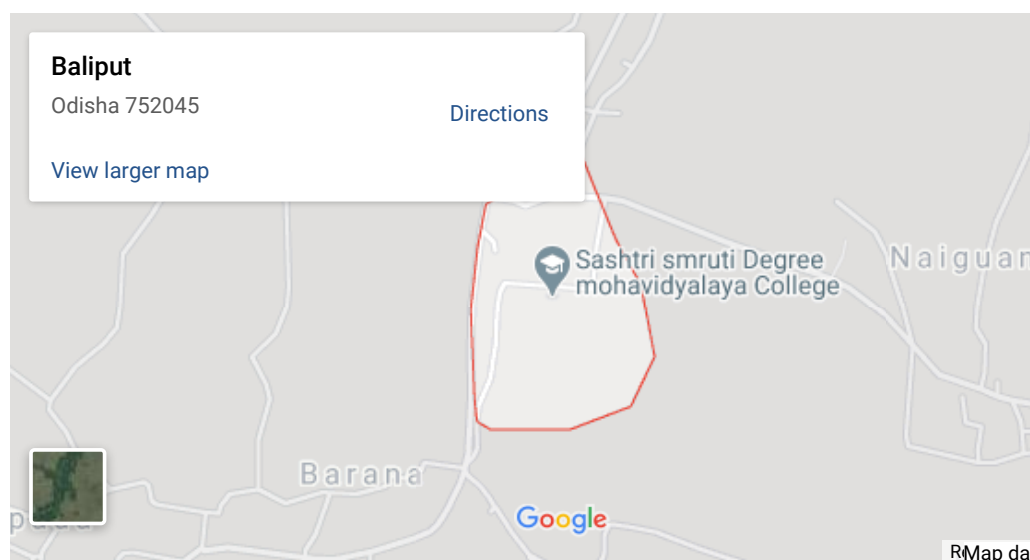 Baliput
Odisha 752045
Directions
View larger map
Sashtri smruti Degree
mohavidyalaya College
Naiguan
Barana
Google
Map da